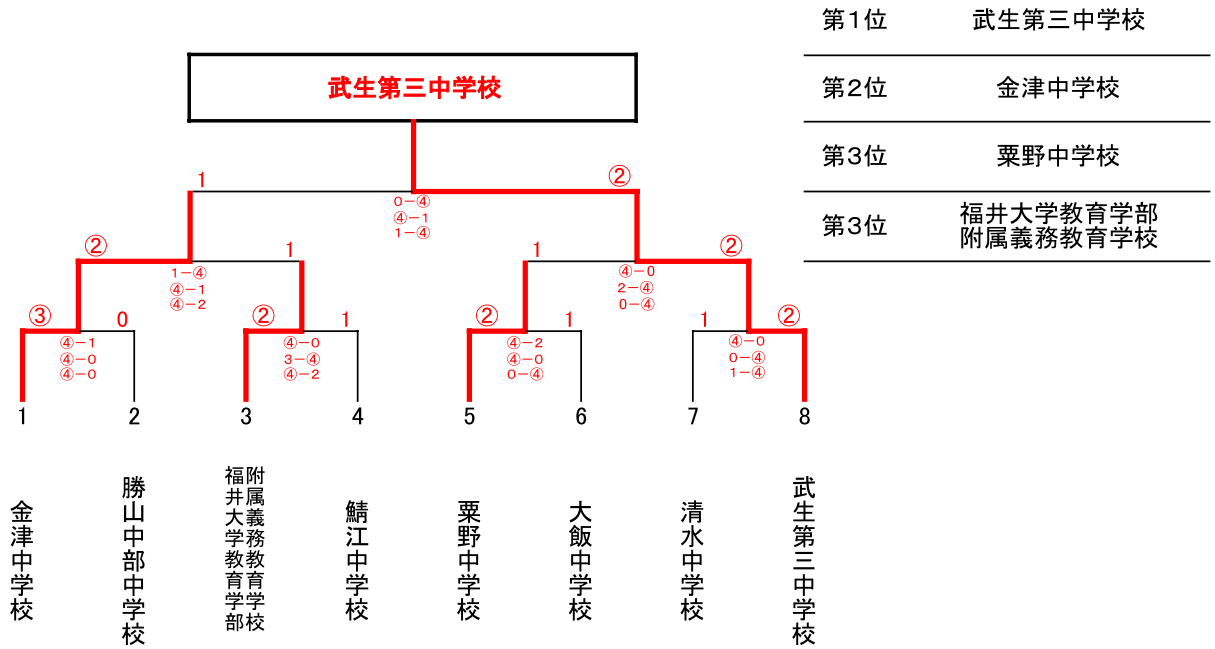 第1位 武生第三中学校
武生第三中学校
第2位 金津中学校
第3位 粟野中学校
第3位 福井大学教育学部
附属義務教育学校
1 ②
0-④
④-1
1-④
② 1
1-④
④-1
④-2
1 ②
④-0
2-④
0-④
③ 0
④-1
④-0
④-0
② 1
④-0
3-④
④-2
② 1
④-2
④-0
0-④
1 ②
④-0
0-④
1-④
1 2 3 4 5 6 7 8
金津中学校
勝山中部中学校
福井大学教育学部
附属義務教育学校
鯖江中学校
粟野中学校
大飯中学校
清水中学校
武生第三中学校